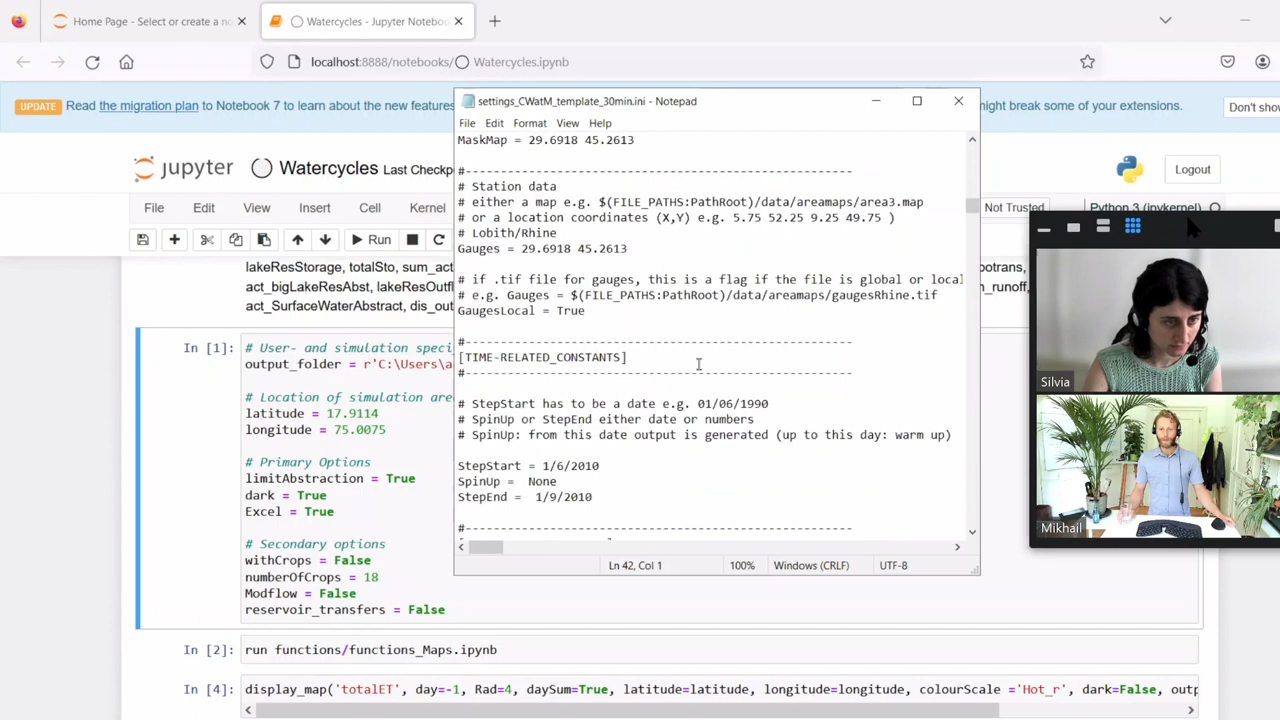 Home Page - Select or create a no
Watercycles - Jupyter Noteboo
localhost:8888/notebooks/
Watercycles.ipynb
UPDATE
Read the migration plan to Notebook 7 to learn about the new features
might break some of your extensions.
Don't show
jupyter
Watercycles Last Checkp
Logout
File Edit View Insert Kernel
Not Trusted
Python 3 (ipykernel)
Run
lakeResStorage, totalSto, sum_act
act_bigLakeResAbst, lakeResOutf
act_SurfaceWaterAbstract, dis_out
In [1]:
# User- and simulation speci
output_folder = r'C:\Users\a
# Location of simulation are
latitude = 17.9114
longitude = 75.0075
# Primary Options
limitAbstraction = True
dark = True
Excel = True
# Secondary options
withCrops = False
numberOfCrops = 18
Modflow = False
reservoir_transfers = False
In [2]:
run functions/functions_Maps.ipynb
In [4]:
display_map('totalET', day=-1, Rad=4, daySum=True, latitude=latitude, longitude=longitude, colourScale ='Hot_r', dark=False, outp
settings_CWatM_template_30min.ini - Notepad
File Edit Format View Help
MaskMap = 29.6918 45.2613
#-------------------------------------------------------
# Station data
# either a map e.g. $(FILE_PATHS:PathRoot)/data/areamaps/area3.map
# or a location coordinates (X,Y) e.g. 5.75 52.25 9.25 49.75 )
# Lobith/Rhine
Gauges = 29.6918 45.2613
# if .tif file for gauges, this is a flag if the file is global or local
# e.g. Gauges = $(FILE_PATHS:PathRoot)/data/areamaps/gaugesRhine.tif
GaugesLocal = True
#-------------------------------------------------------
[TIME-RELATED_CONSTANTS]
#-------------------------------------------------------
# StepStart has to be a date e.g. 01/06/1990
# SpinUp or StepEnd either date or numbers
# SpinUp: from this date output is generated (up to this day: warm up)
StepStart = 1/6/2010
SpinUp = None
StepEnd = 1/9/2010
#-------------------------------------------------------
Ln 42, Col 1
100%
Windows (CRLF)
UTF-8
Silvia
Mikhail